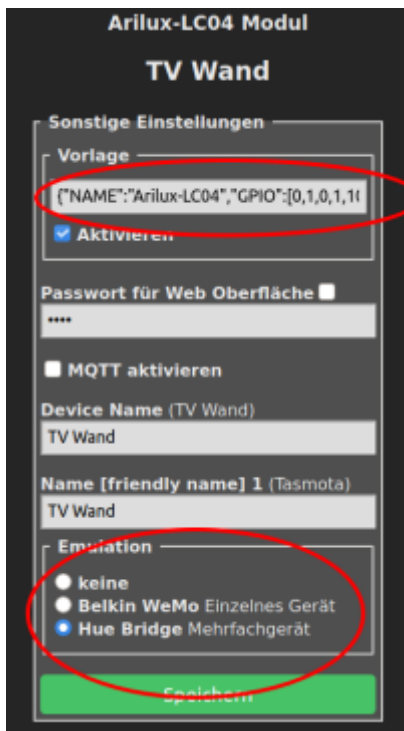 Arilux-LC04 Modul
TV Wand
Sonstige Einstellungen
Vorlage
{"NAME":"Arilux-LC04","GPIO":[0,1,0,1,1(
Aktivieren
Passwort für Web Oberfläche
••••
MQTT aktivieren
Device Name (TV Wand)
TV Wand
Name [friendly name] 1 (Tasmota)
TV Wand
Emulation
keine
Belkin WeMo Einzelnes Gerät
Hue Bridge Mehrfachgerät
Speichern